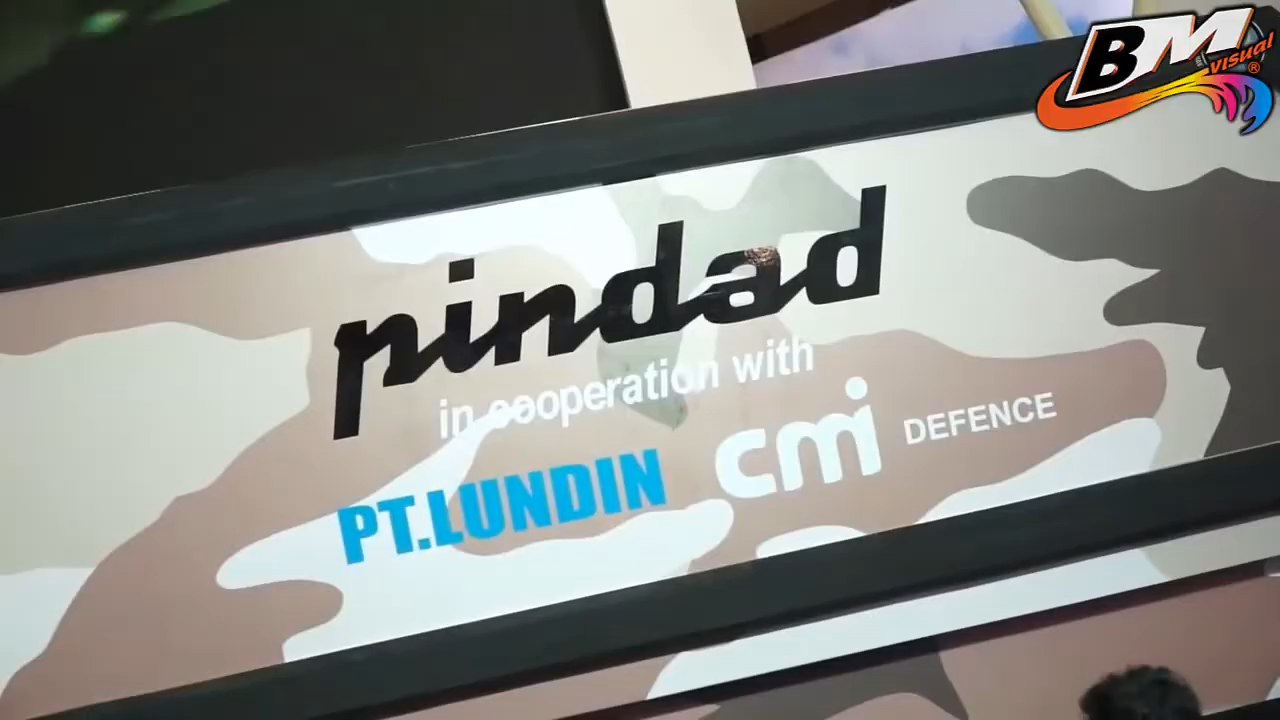 BM
visual®
pindad
in cooperation with
PT.LUNDIN cmi DEFENCE